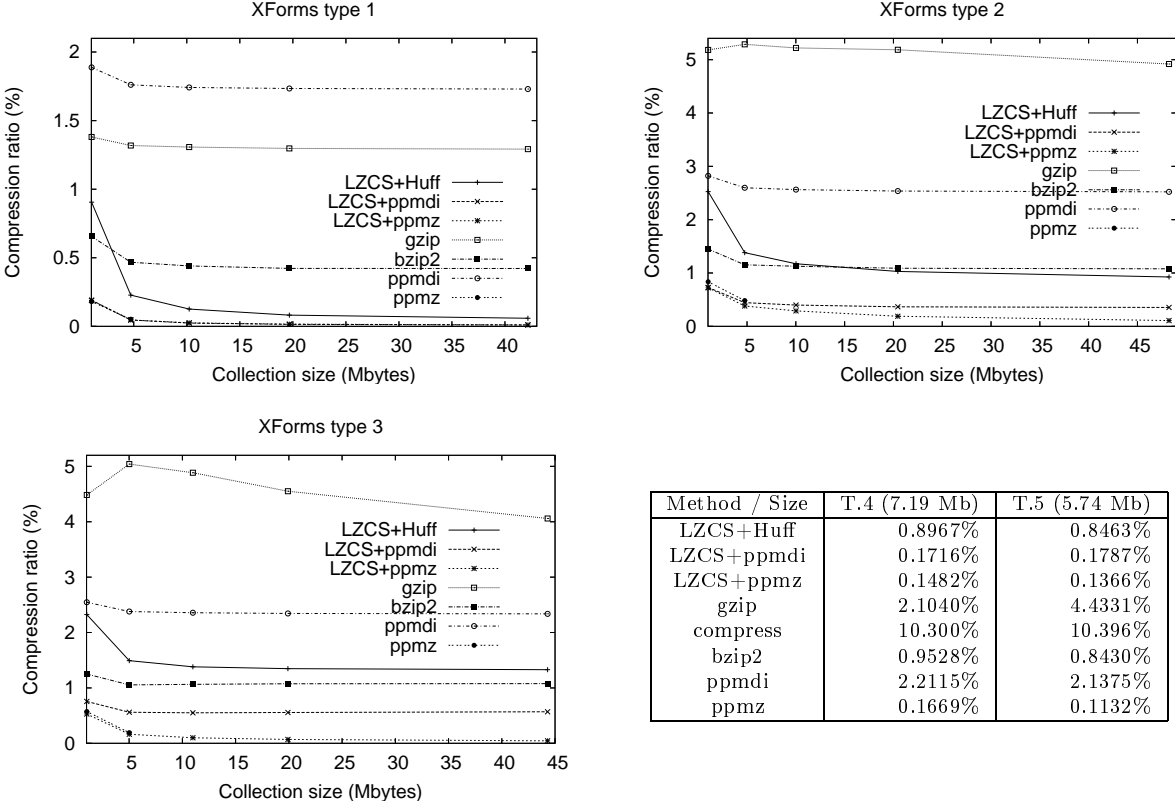 XForms type 1
Compression ratio (%)
2
1.5
1
0.5
0
LZCS+Huff
LZCS+ppmdi
LZCS+ppmz
gzip
bzip2
ppmdi
ppmz
5 10 15 20 25 30 35 40
Collection size (Mbytes)
XForms type 2
Compression ratio (%)
5
4
3
2
1
0
LZCS+Huff
LZCS+ppmdi
LZCS+ppmz
gzip
bzip2
ppmdi
ppmz
5 10 15 20 25 30 35 40 45
Collection size (Mbytes)
XForms type 3
Compression ratio (%)
5
4
3
2
1
0
LZCS+Huff
LZCS+ppmdi
LZCS+ppmz
gzip
bzip2
ppmdi
ppmz
5 10 15 20 25 30 35 40 45
Collection size (Mbytes)
Method / Size T.4 (7.19 Mb) T.5 (5.74 Mb)
LZCS+Huff 0.8967% 0.8463%
LZCS+ppmdi 0.1716% 0.1787%
LZCS+ppmz 0.1482% 0.1366%
gzip 2.1040% 4.4331%
compress 10.300% 10.396%
bzip2 0.9528% 0.8430%
ppmdi 2.2115% 2.1375%
ppmz 0.1669% 0.1132%